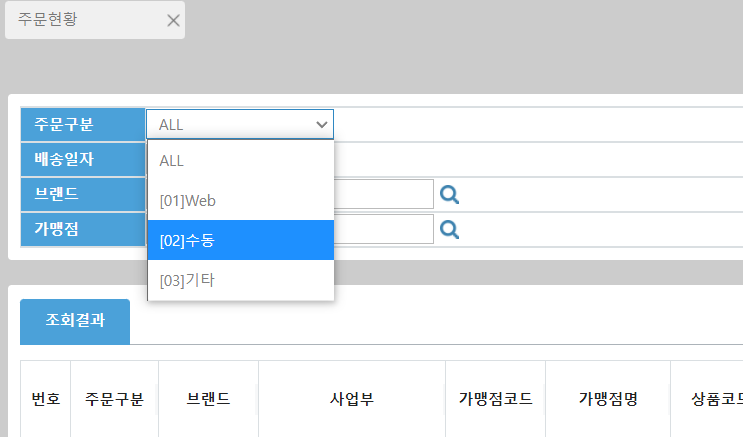 주문현황
주문구분 ALL
배송일자
ALL
[01]Web
브랜드
[02]수동
가맹점
[03]기타
조회결과
번호 주문구분 브랜드 사업부 가맹점코드 가맹점명 상품코드